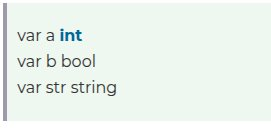 var a int
var b bool
var str string